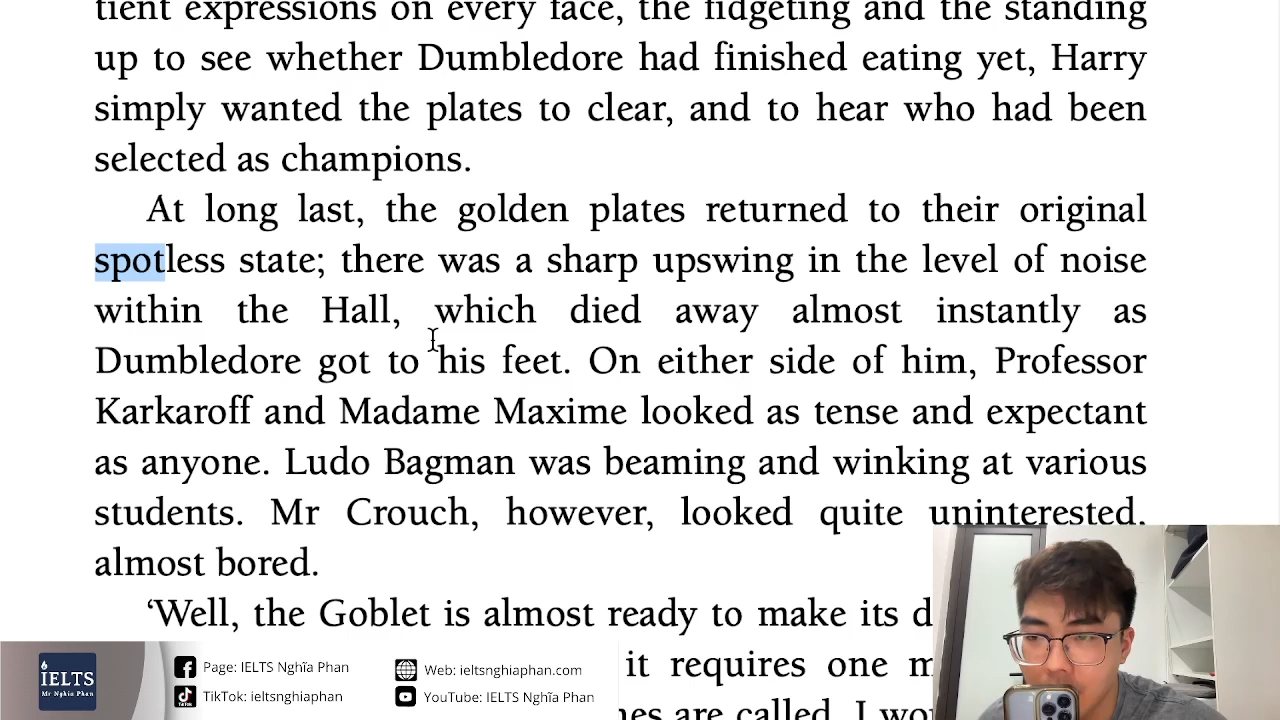 tient expressions on every face, the fidgeting and the standing
up to see whether Dumbledore had finished eating yet, Harry
simply wanted the plates to clear, and to hear who had been
selected as champions.
At long last, the golden plates returned to their original
spotless state; there was a sharp upswing in the level of noise
within the Hall, which died away almost instantly as
Dumbledore got to his feet. On either side of him, Professor
Karkaroff and Madame Maxime looked as tense and expectant
as anyone. Ludo Bagman was beaming and winking at various
students. Mr Crouch, however, looked quite uninterested,
almost bored.
‘Well, the Goblet is almost ready to make its
it requires one
are called. I
IELTS
Mr Nghia Phan
Page: IELTS Nghĩa Phan
TikTok: ieltsnghiaphan
Web: ieltsnghiaphan.com
YouTube: IELTS Nghĩa Phan